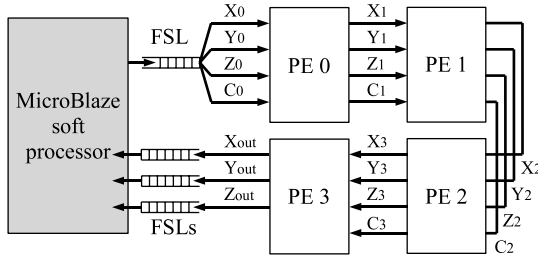 MicroBlaze
soft
processor
FSL
X0
Y0
Z0
C0
PE 0
X1
Y1
Z1
C1
PE 1
X2
Y2
Z2
C2
PE 2
X3
Y3
Z3
C3
PE 3
Xout
Yout
Zout
FSLs